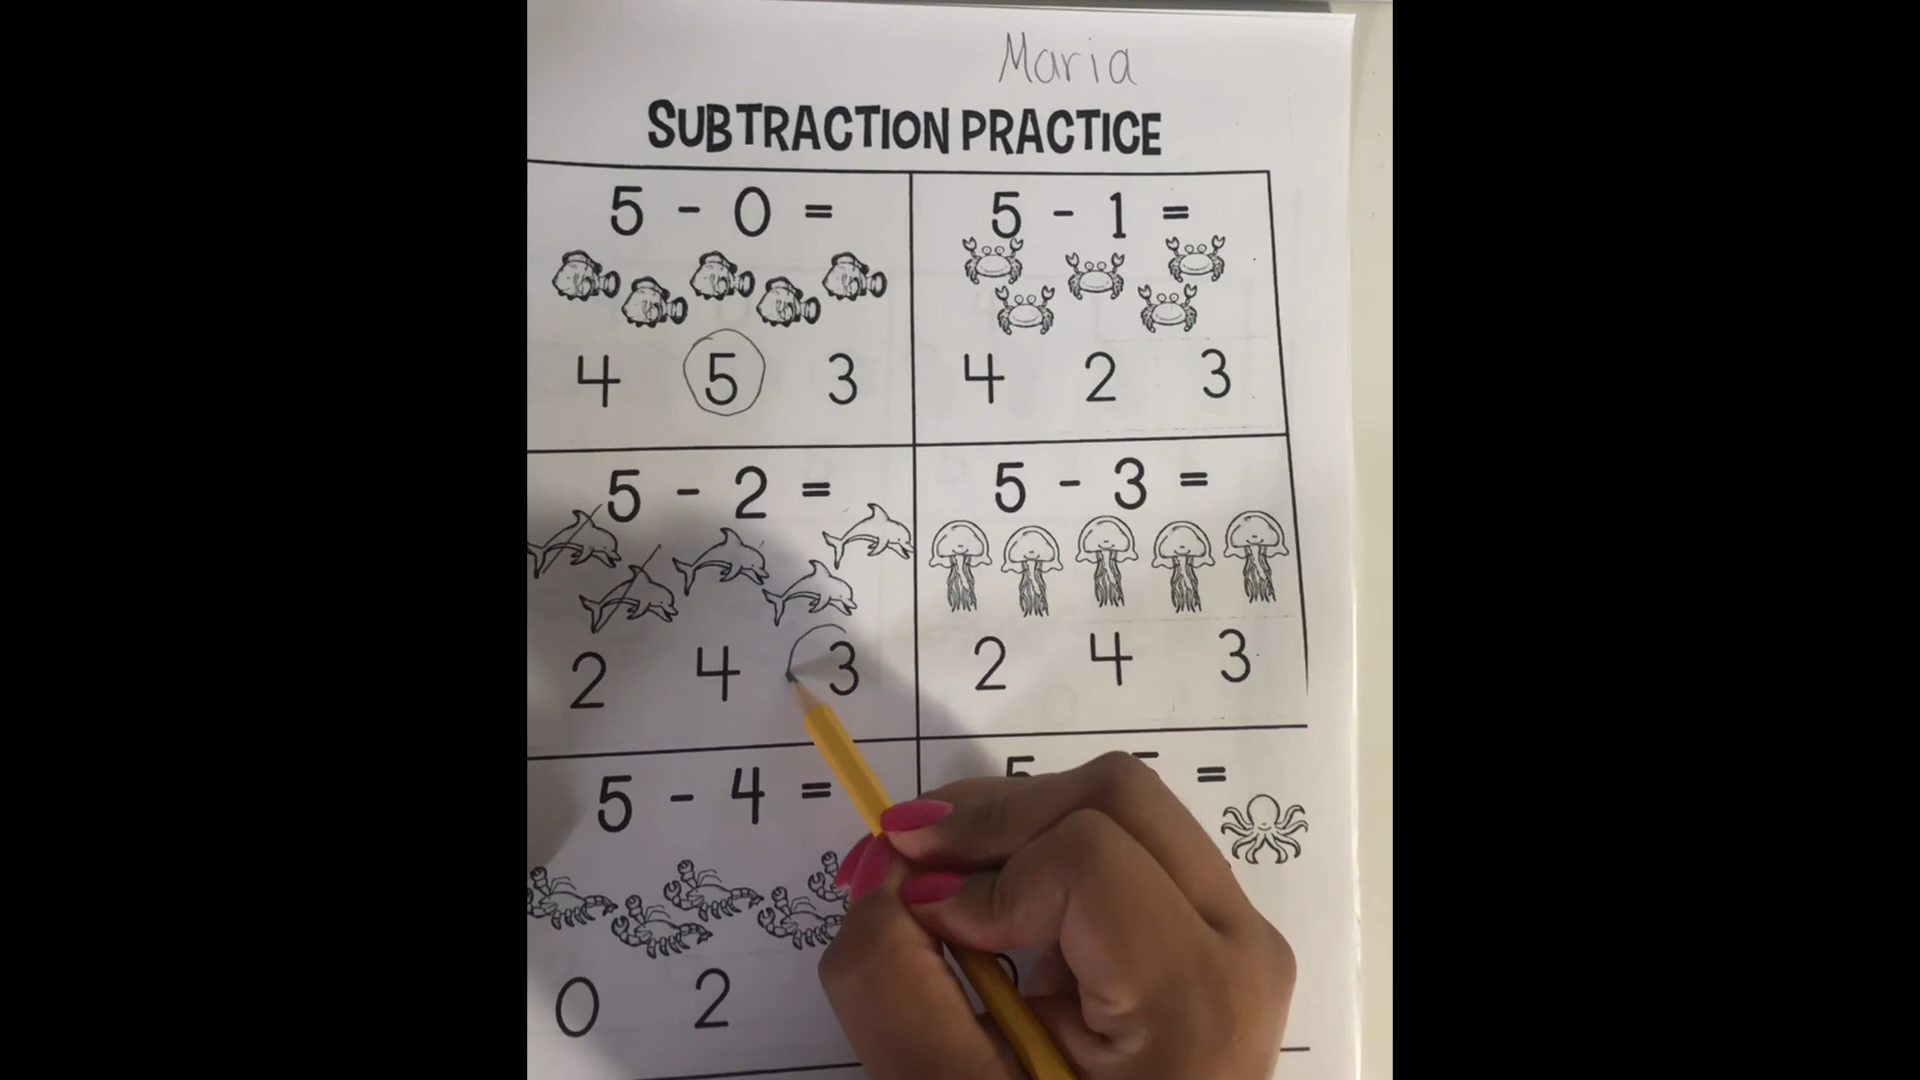 Maria
SUBTRACTION PRACTICE
5 - 0 =
4 5 3
5 - 1 =
4 2 3
5 - 2 =
2 4 3
5 - 3 =
2 4 3
5 - 4 =
0 2
=